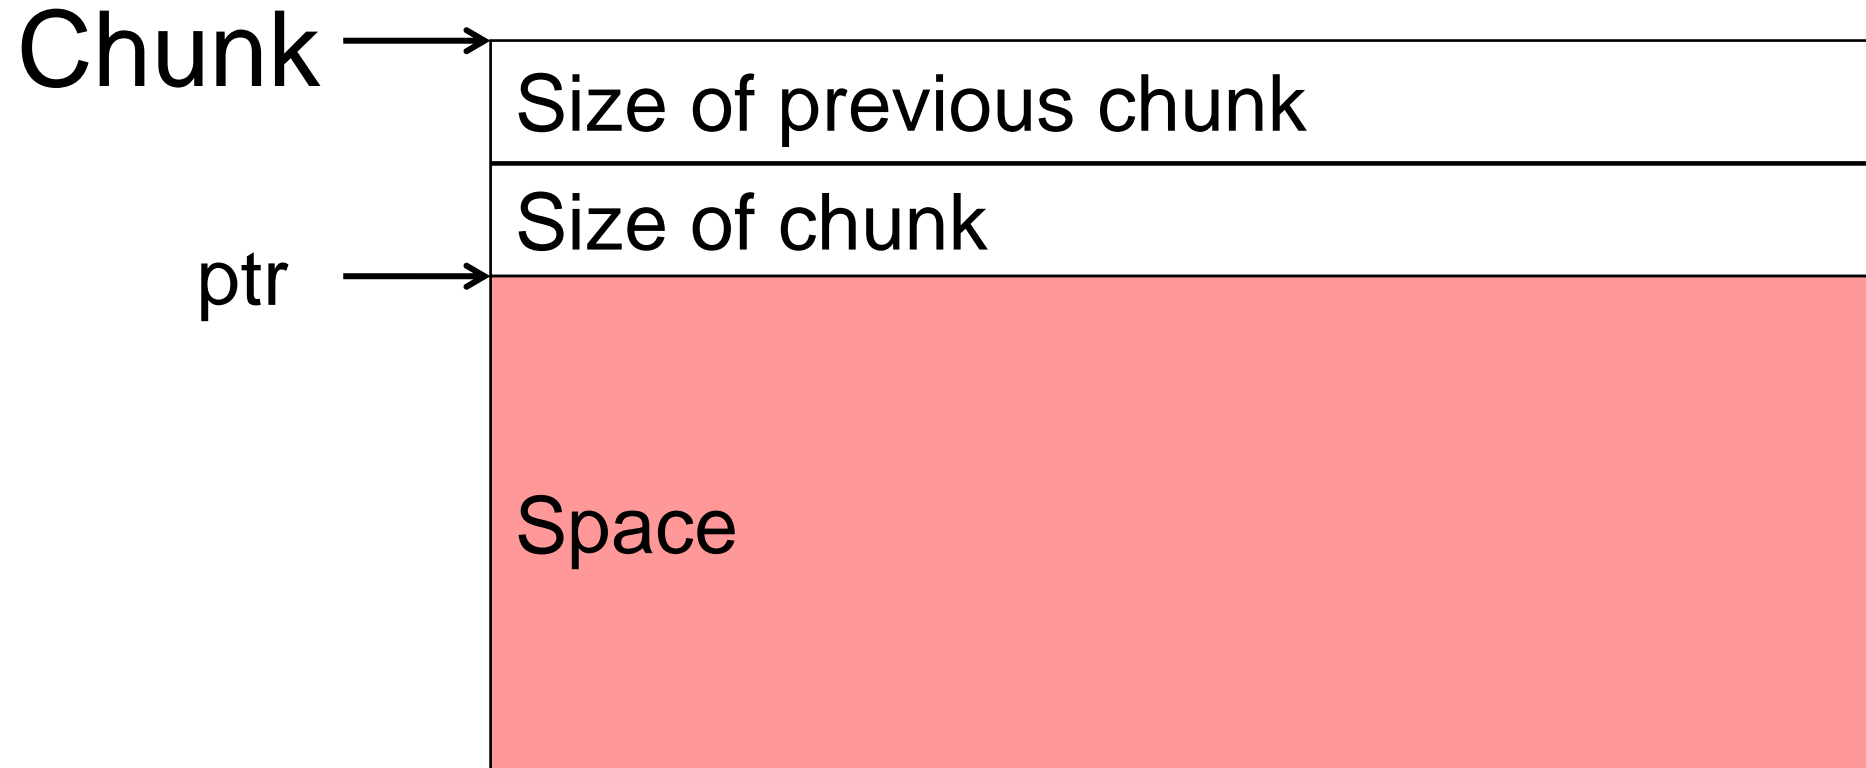 Chunk
Size of previous chunk
Size of chunk
ptr
Space